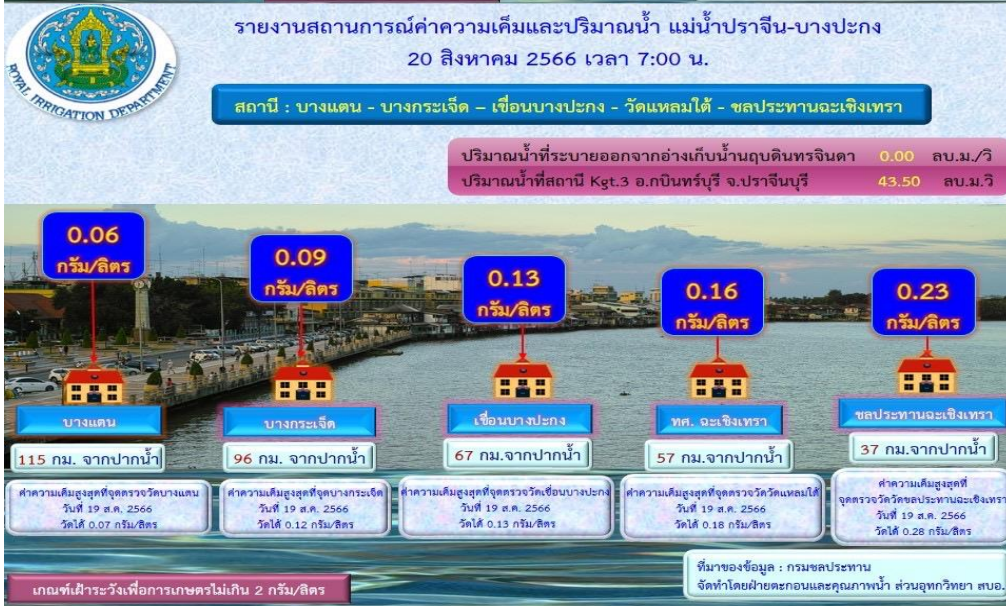 รายงานสถานการณ์ค่าความเค็มและปริมาณน้ำ แม่น้ำปราจีน-บางปะกง
20 สิงหาคม 2566 เวลา 7:00 น.
ROYAL IRRIGATION DEPARTMENT
สถานี : บางแตน - บางกระเจ็ด – เขื่อนบางปะกง - วัดแหลมใต้ - ชลประทานฉะเชิงเทรา
ปริมาณน้ำที่ระบายออกจากอ่างเก็บน้ำนฤบดินทรจินดา 0.00 ลบ.ม./วิ
ปริมาณน้ำที่สถานี Kgt.3 อ.กบินทร์บุรี จ.ปราจีนบุรี 43.50 ลบ.ม.วิ
0.06
กรัม/ลิตร
0.09
กรัม/ลิตร
0.13
กรัม/ลิตร
0.16
กรัม/ลิตร
0.23
กรัม/ลิตร
บางแตน
บางกระเจ็ด
เขื่อนบางปะกง
ทศ. ฉะเชิงเทรา
ชลประทานฉะเชิงเทรา
115 กม. จากปากน้ำ
96 กม. จากปากน้ำ
67 กม.จากปากน้ำ
57 กม.จากปากน้ำ
37 กม.จากปากน้ำ
ค่าความเค็มสูงสุดที่จุดตรวจวัดบางแตน
วันที่ 19 ส.ค. 2566
วัดได้ 0.07 กรัม/ลิตร
ค่าความเค็มสูงสุดที่จุดบางกระเจ็ด
วันที่ 19 ส.ค. 2566
วัดได้ 0.12 กรัม/ลิตร
ค่าความเค็มสูงสุดที่จุดตรวจวัดเขื่อนบางปะกง
วันที่ 19 ส.ค. 2566
วัดได้ 0.13 กรัม/ลิตร
ค่าความเค็มสูงสุดที่จุดตรวจวัดวัดแหลมใต้
วันที่ 19 ส.ค. 2566
วัดได้ 0.18 กรัม/ลิตร
ค่าความเค็มสูงสุดที่
จุดตรวจวัดวัดชลประทานฉะเชิงเทรา
วันที่ 19 ส.ค. 2566
วัดได้ 0.28 กรัม/ลิตร
เกณฑ์เฝ้าระวังเพื่อการเกษตรไม่เกิน 2 กรัม/ลิตร
ที่มาของข้อมูล : กรมชลประทาน
จัดทำโดยฝ่ายตะกอนและคุณภาพน้ำ ส่วนอุทกวิทยา สบอ.